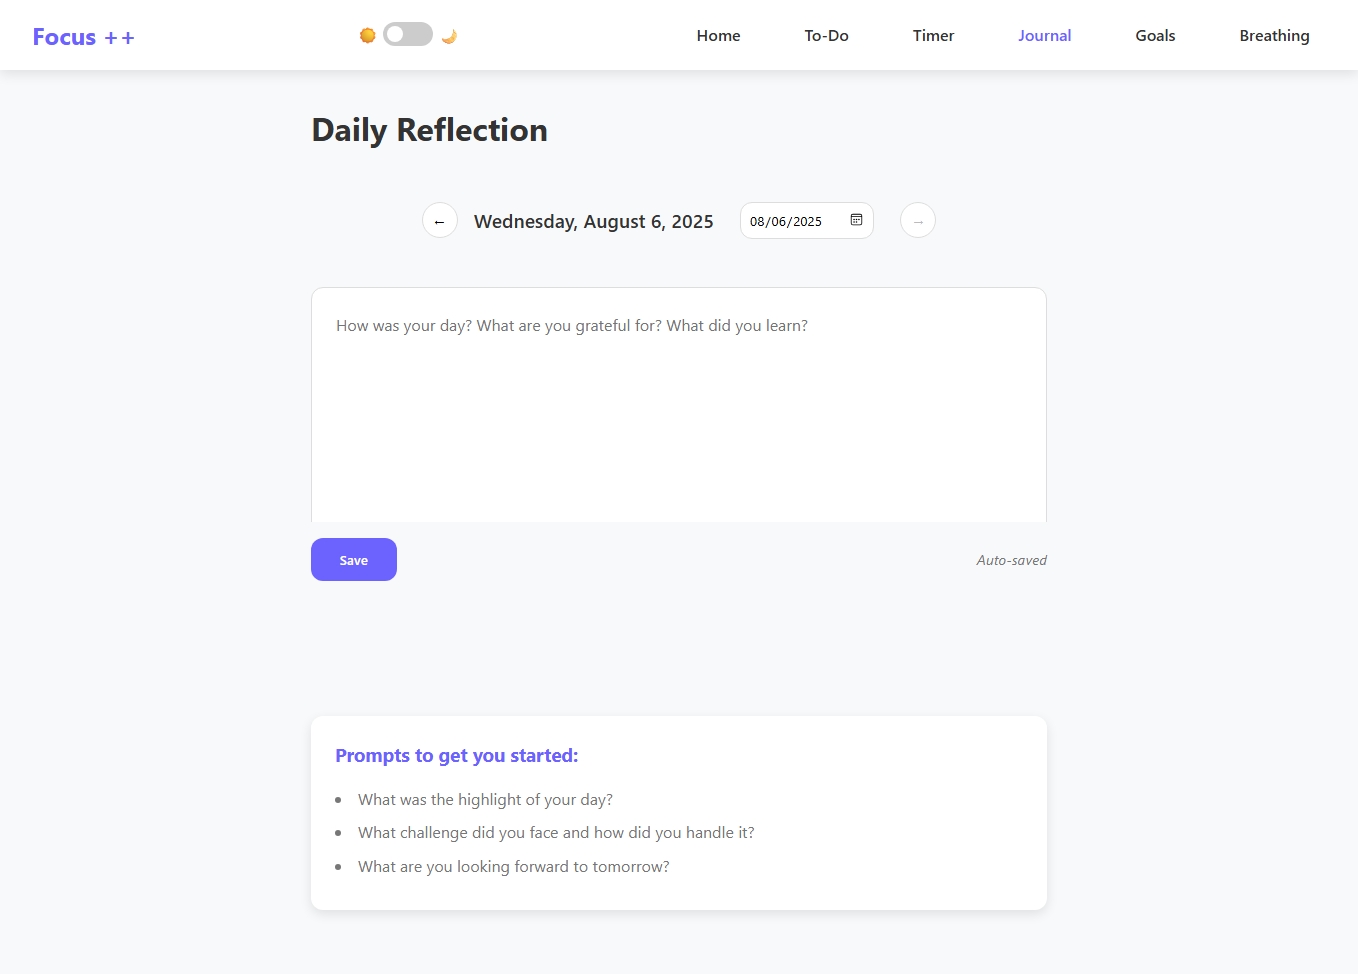 Focus ++
Home To-Do Timer Journal Goals Breathing
Daily Reflection
← Wednesday, August 6, 2025 08/06/2025 →
How was your day? What are you grateful for? What did you learn?
Save Auto-saved
Prompts to get you started:
• What was the highlight of your day?
• What challenge did you face and how did you handle it?
• What are you looking forward to tomorrow?